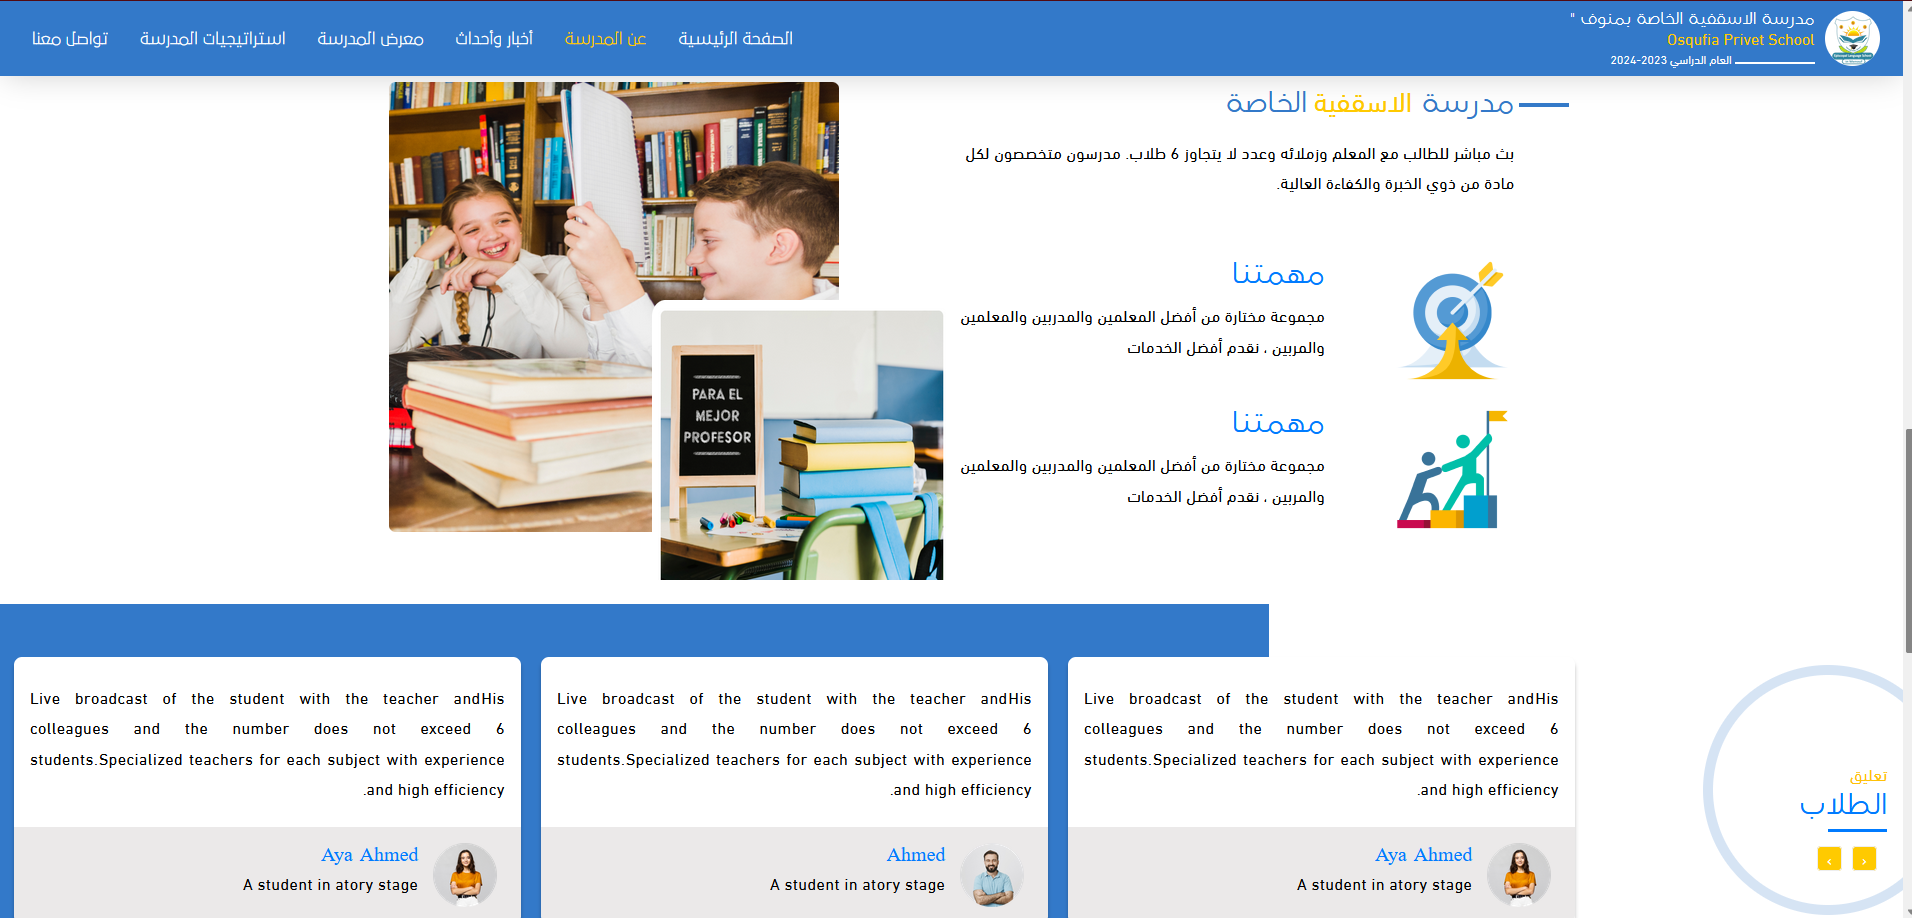 مدرسة الاسقفية الخاصة بمنوف "
Osqufia Privet School
العام الدراسي 2023-2024
الصفحة الرئيسية
عن المدرسة
أخبار وأحداث
معرض المدرسة
استراتيجيات المدرسة
تواصل معنا
مدرسة الاسقفية الخاصة
بث مباشر للطالب مع المعلم وزملائه وعدد لا يتجاوز 6 طلاب. مدرسون متخصصون لكل
مادة من ذوي الخبرة والكفاءة العالية.
مهمتنا
مجموعة مختارة من أفضل المعلمين والمدربين والمعلمين
والمربين ، نقدم أفضل الخدمات
مهمتنا
مجموعة مختارة من أفضل المعلمين والمدربين والمعلمين
والمربين ، نقدم أفضل الخدمات
PARA EL
MEJOR
PROFESOR
تعليق
الطلاب
Live broadcast of the student with the teacher andHis
colleagues and the number does not exceed 6
students.Specialized teachers for each subject with experience
.and high efficiency
Aya Ahmed
A student in atory stage
Live broadcast of the student with the teacher andHis
colleagues and the number does not exceed 6
students.Specialized teachers for each subject with experience
.and high efficiency
Ahmed
A student in atory stage
Live broadcast of the student with the teacher andHis
colleagues and the number does not exceed 6
students.Specialized teachers for each subject with experience
.and high efficiency
Aya Ahmed
A student in atory stage